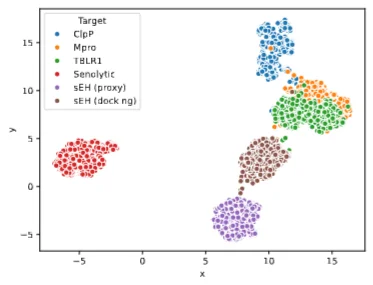 Target
ClpP
Mpro
TBLR1
Senolytic
sEH (proxy)
sEH (dock ng)
15
10
5
0
−5
y
−5 0 5 10 15
x